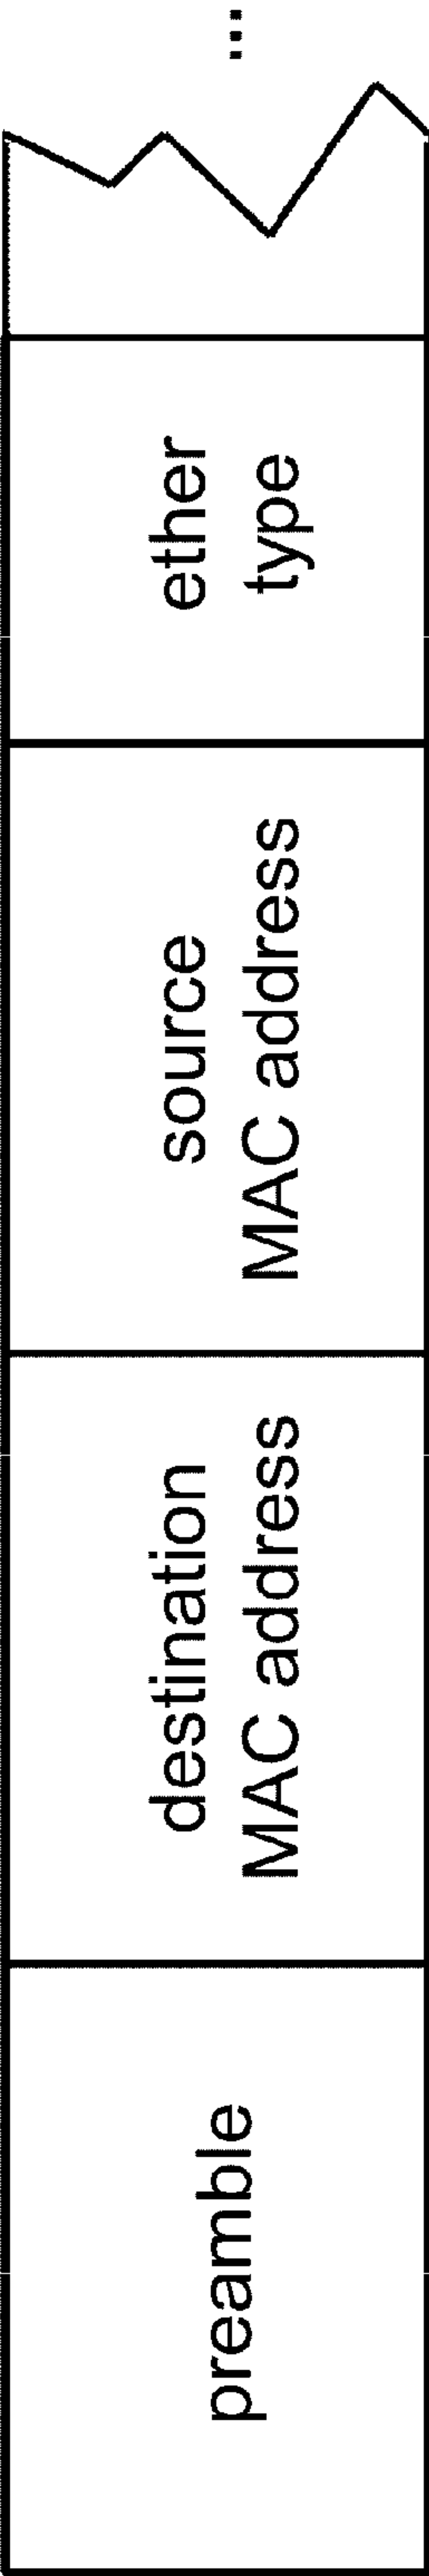 preamble
destination
MAC address
source
MAC address
ether
type
...